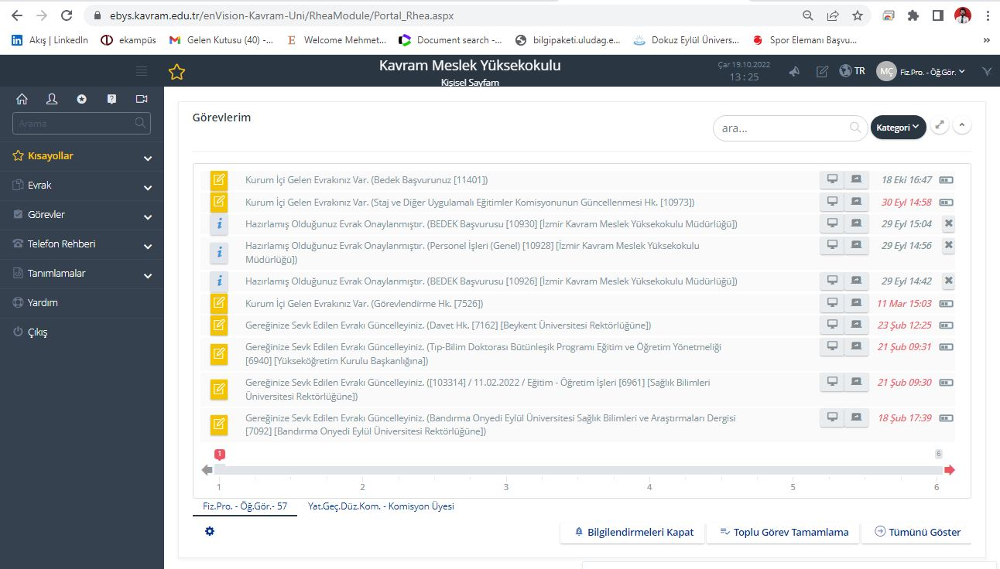 ebys.kavram.edu.tr/enVision-Kavram-Uni/RheaModule/Portal_Rhea.aspx
Akış | LinkedIn
ekampüs
Gelen Kutusu (40) -...
Welcome Mehmet...
Document search -...
bilgipaketi.uludag.e...
Dokuz Eylül Ünivers...
Spor Elemanı Başvu...
»
Kavram Meslek Yüksekokulu
Kişisel Sayfam
Çar 19.10.2022
13 : 25
TR
MÇ
Fiz.Pro. - Öğ.Gör.
Arama
Kısayollar
Evrak
Görevler
Telefon Rehberi
Tanımlamalar
Yardım
Çıkış
Görevlerim
ara...
Kategori
Kurum İçi Gelen Evrakınız Var. (Bedek Başvurunuz [11401]) 18 Eki 16:47
Kurum İçi Gelen Evrakınız Var. (Staj ve Diğer Uygulamalı Eğitimler Komisyonunun Güncellenmesi Hk. [10973]) 30 Eyl 14:58
Hazırlamış Olduğunuz Evrak Onaylanmıştır. (BEDEK Başvurusu [10930] [İzmir Kavram Meslek Yüksekokulu Müdürlüğü]) 29 Eyl 15:04
Hazırlamış Olduğunuz Evrak Onaylanmıştır. (Personel İşleri (Genel) [10928] [İzmir Kavram Meslek Yüksekokulu 29 Eyl 14:56
Müdürlüğü])
Hazırlamış Olduğunuz Evrak Onaylanmıştır. (BEDEK Başvurusu [10926] [İzmir Kavram Meslek Yüksekokulu Müdürlüğü]) 29 Eyl 14:42
Kurum İçi Gelen Evrakınız Var. (Görevlendirme Hk. [7526]) 11 Mar 15:03
Gereğinize Sevk Edilen Evrakı Güncelleyiniz. (Davet Hk. [7162] [Beykent Üniversitesi Rektörlüğüne]) 23 Şub 12:25
Gereğinize Sevk Edilen Evrakı Güncelleyiniz. (Tıp-Bilim Doktorası Bütünleşik Programı Eğitim ve Öğretim Yönetmeliği 21 Şub 09:31
[6940] [Yükseköğretim Kurulu Başkanlığına])
Gereğinize Sevk Edilen Evrakı Güncelleyiniz. ([103314] / 11.02.2022 / Eğitim - Öğretim İşleri [6961] [Sağlık Bilimleri 21 Şub 09:30
Üniversitesi Rektörlüğüne])
Gereğinize Sevk Edilen Evrakı Güncelleyiniz. (Bandırma Onyedi Eylül Üniversitesi Sağlık Bilimleri ve Araştırmaları Dergisi 18 Şub 17:39
[7092] [Bandırma Onyedi Eylül Üniversitesi Rektörlüğüne])
1 6
1 2 3 4 5 6
Fiz.Pro. - Öğ.Gör.- 57 Yat.Geç.Düz.Kom. - Komisyon Üyesi
Bilgilendirmeleri Kapat Toplu Görev Tamamlama Tümünü Göster